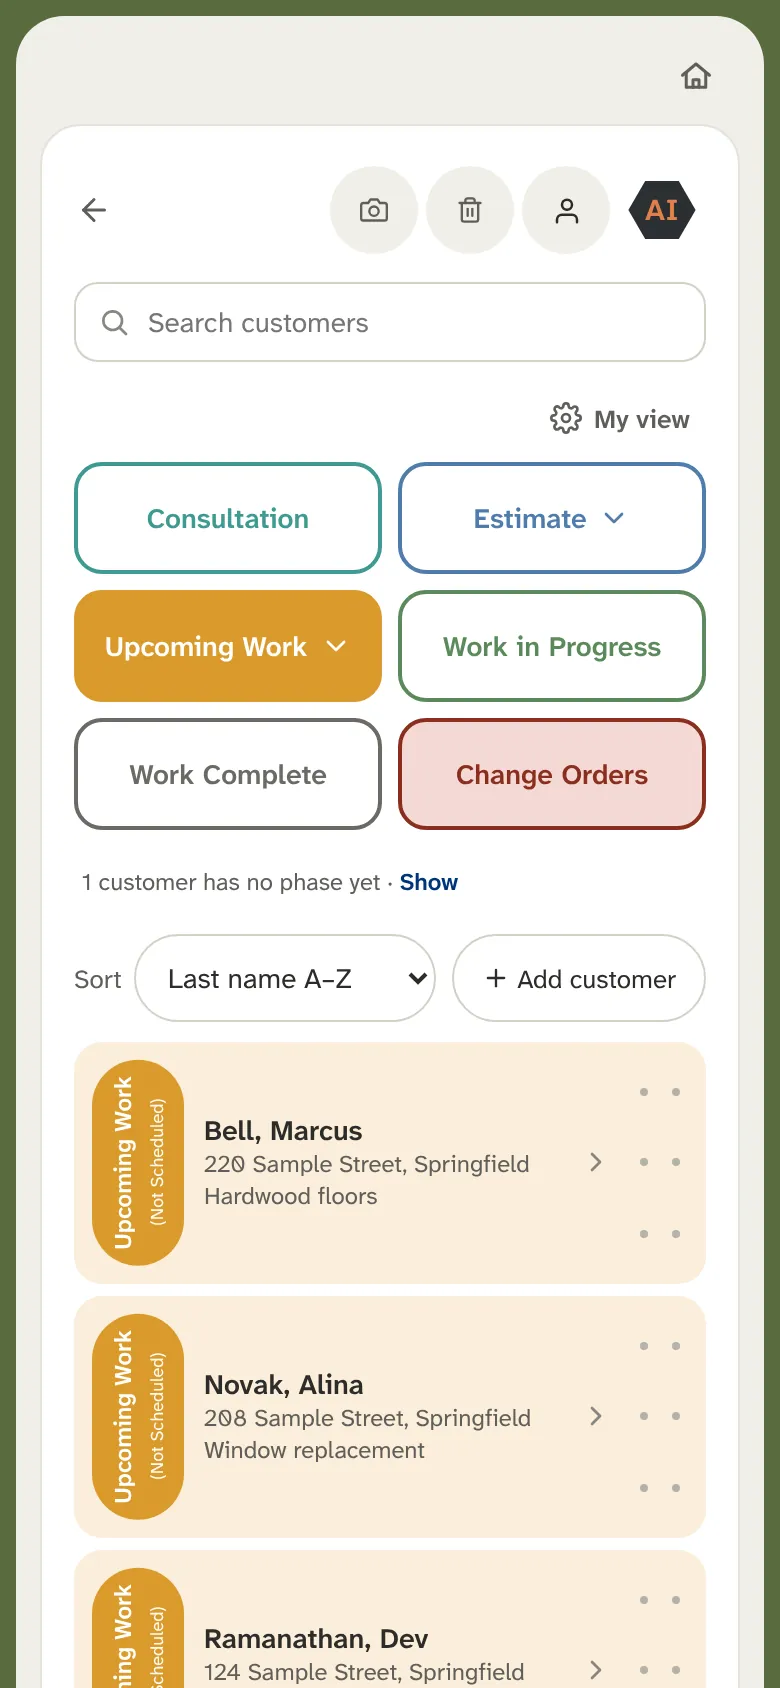 AI
Search customers
My view
Consultation
Estimate
Upcoming Work
Work in Progress
Work Complete
Change Orders
1 customer has no phase yet · Show
Sort
Last name A–Z
+ Add customer
Upcoming Work
(Not Scheduled)
Bell, Marcus
220 Sample Street, Springfield
Hardwood floors
Upcoming Work
(Not Scheduled)
Novak, Alina
208 Sample Street, Springfield
Window replacement
Ramanathan, Dev
124 Sample Street, Springfield